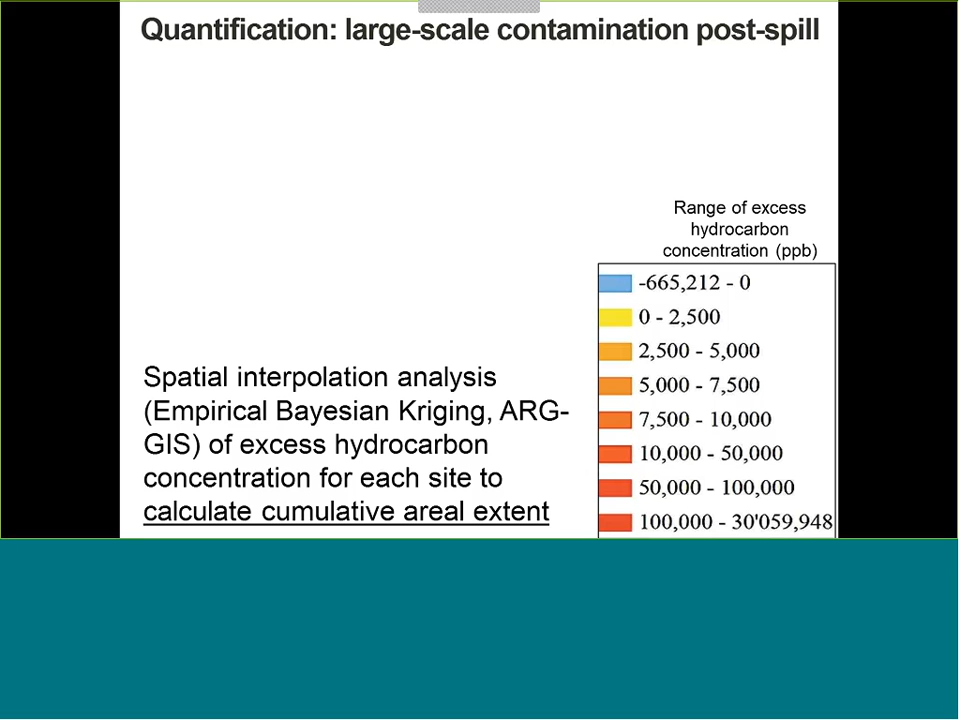 Quantification: large-scale contamination post-spill
Range of excess
hydrocarbon
concentration (ppb)
-665,212 - 0
0 - 2,500
2,500 - 5,000
5,000 - 7,500
7,500 - 10,000
10,000 - 50,000
50,000 - 100,000
100,000 - 30'059,948
Spatial interpolation analysis
(Empirical Bayesian Kriging, ARG-
GIS) of excess hydrocarbon
concentration for each site to
calculate cumulative areal extent